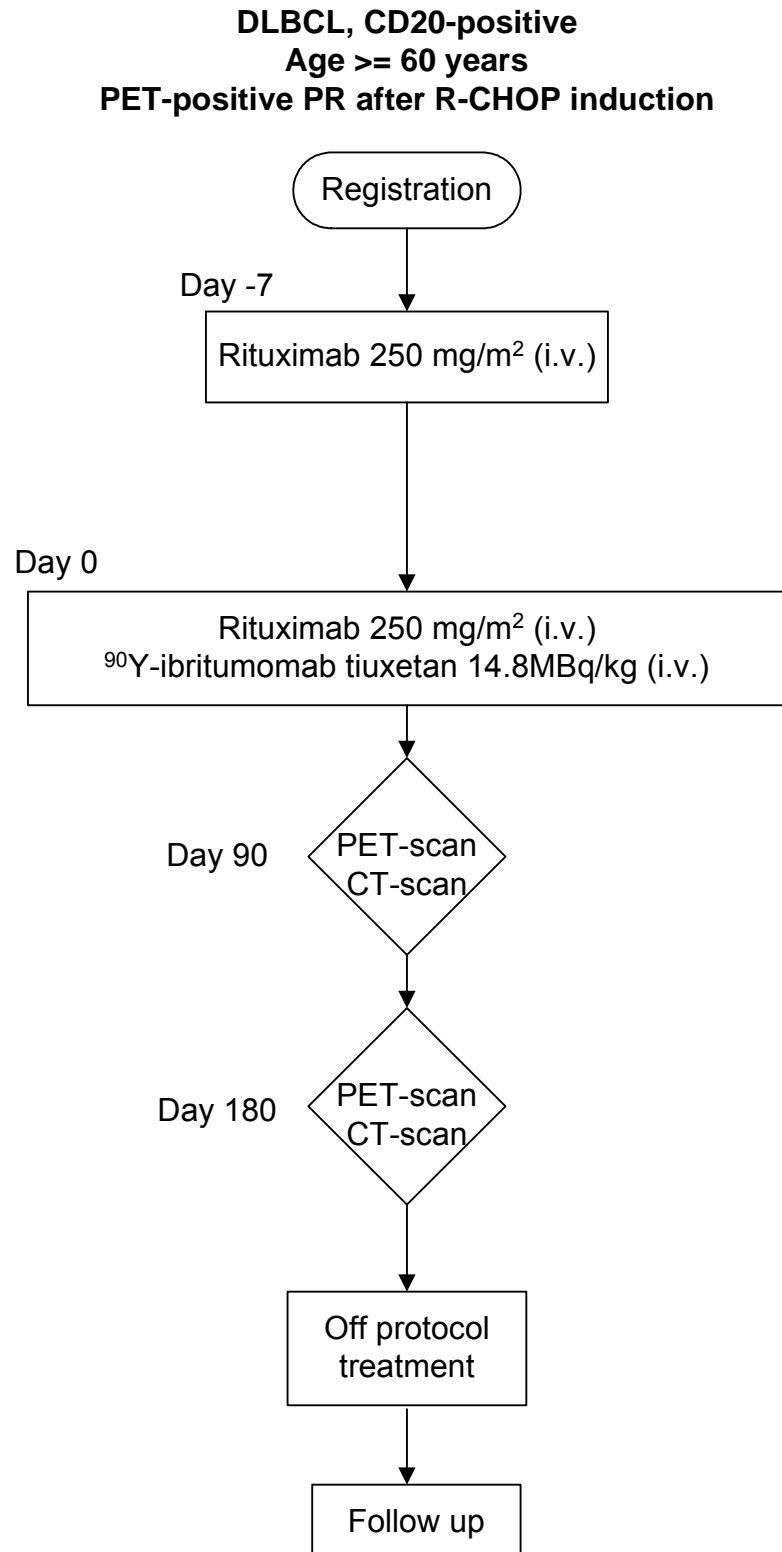 DLBCL, CD20-positive
Age >= 60 years
PET-positive PR after R-CHOP induction
Registration
Day -7
Rituximab 250 mg/m² (i.v.)
Day 0
Rituximab 250 mg/m² (i.v.)
⁹⁰Y-ibritumomab tiuxetan 14.8MBq/kg (i.v.)
Day 90
PET-scan
CT-scan
Day 180
PET-scan
CT-scan
Off protocol
treatment
Follow up